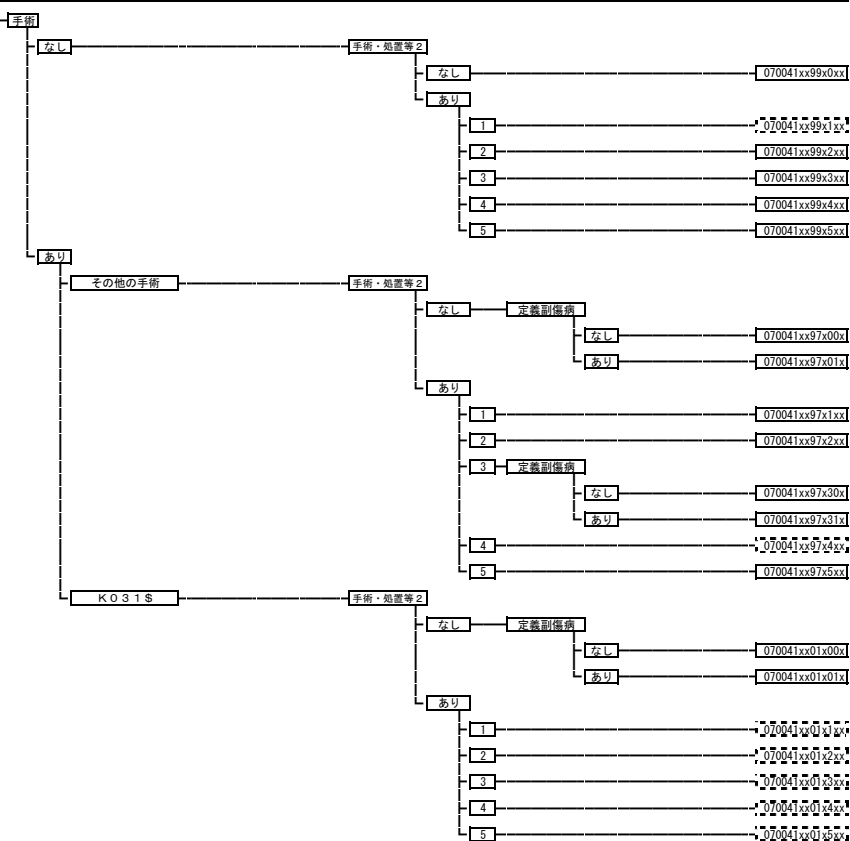 手術
なし 手術・処置等2
なし 070041xx99x0xx
あり
1 070041xx99x1xx
2 070041xx99x2xx
3 070041xx99x3xx
4 070041xx99x4xx
5 070041xx99x5xx
あり
その他の手術 手術・処置等2
なし 定義副傷病
なし 070041xx97x00x
あり 070041xx97x01x
あり
1 070041xx97x1xx
2 070041xx97x2xx
3 定義副傷病
なし 070041xx97x30x
あり 070041xx97x31x
4 070041xx97x4xx
5 070041xx97x5xx
K031$ 手術・処置等2
なし 定義副傷病
なし 070041xx01x00x
あり 070041xx01x01x
あり
1 070041xx01x1xx
2 070041xx01x2xx
3 070041xx01x3xx
4 070041xx01x4xx
5 070041xx01x5xx